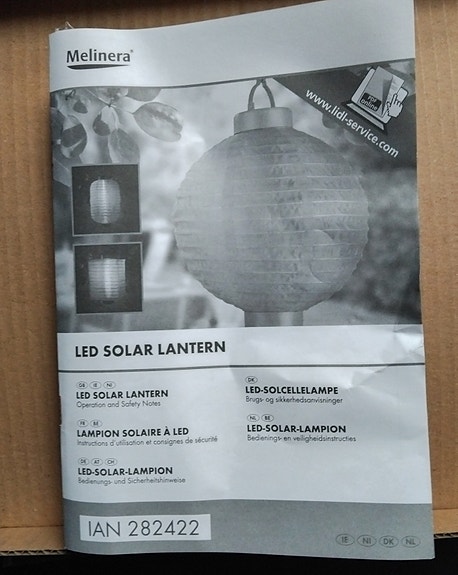 Melinera®
www.lidl-service.com
PDF
online
LED SOLAR LANTERN
GB IE NI
LED SOLAR LANTERN
Operation and Safety Notes
FR BE
LAMPION SOLAIRE À LED
Instructions d'utilisation et consignes de sécurité
DE AT CH
LED-SOLAR-LAMPION
Bedienungs- und Sicherheitshinweise
DK
LED-SOLCELLELAMPE
Brugs- og sikkerhedsanvisninger
NL BE
LED-SOLAR-LAMPION
Bedienings- en veiligheidsinstructies
IAN 282422
IE NI DK NL